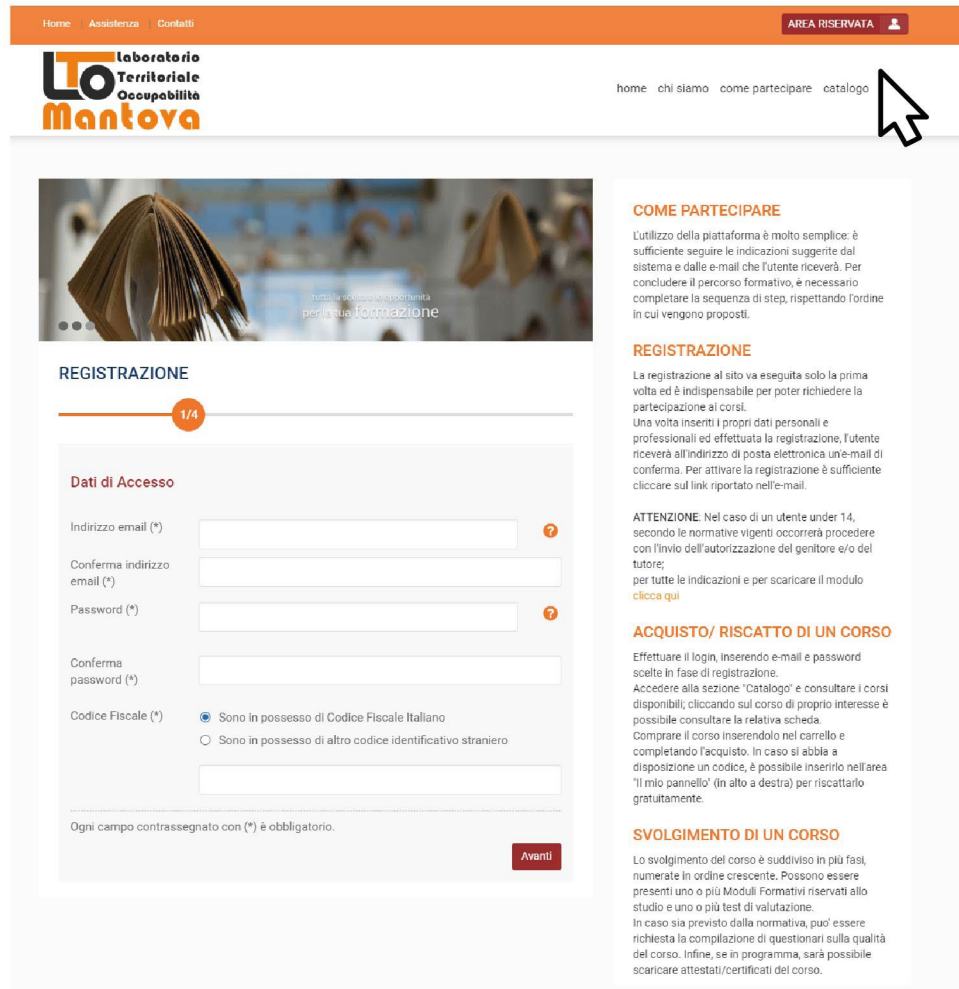 Home | Assistenza | Contatti
AREA RISERVATA
Laboratorio
Territoriale
Occupabilità
LTO
Mantova
home chi siamo come partecipare catalogo
tutta la scelta e le opportunità
per la tua formazione
REGISTRAZIONE
1/4
Dati di Accesso
Indirizzo email (*)
?
Conferma indirizzo
email (*)
Password (*)
?
Conferma
password (*)
Codice Fiscale (*)
Sono in possesso di Codice Fiscale Italiano
Sono in possesso di altro codice identificativo straniero
Ogni campo contrassegnato con (*) è obbligatorio.
Avanti
COME PARTECIPARE
L'utilizzo della piattaforma è molto semplice: è
sufficiente seguire le indicazioni suggerite dal
sistema e dalle e-mail che l'utente riceverà. Per
concludere il percorso formativo, è necessario
completare la sequenza di step, rispettando l'ordine
in cui vengono proposti.
REGISTRAZIONE
La registrazione al sito va eseguita solo la prima
volta ed è indispensabile per poter richiedere la
partecipazione ai corsi.
Una volta inseriti i propri dati personali e
professionali ed effettuata la registrazione, l'utente
riceverà all'indirizzo di posta elettronica un'e-mail di
conferma. Per attivare la registrazione è sufficiente
cliccare sul link riportato nell'e-mail.
ATTENZIONE: Nel caso di un utente under 14,
secondo le normative vigenti occorrerà procedere
con l'invio dell'autorizzazione del genitore e/o del
tutore;
per tutte le indicazioni e per scaricare il modulo
clicca qui
ACQUISTO/ RISCATTO DI UN CORSO
Effettuare il login, inserendo e-mail e password
scelte in fase di registrazione.
Accedere alla sezione "Catalogo" e consultare i corsi
disponibili; cliccando sul corso di proprio interesse è
possibile consultare la relativa scheda.
Comprare il corso inserendolo nel carrello e
completando l'acquisto. In caso si abbia a
disposizione un codice, è possibile inserirlo nell'area
"Il mio pannello" (in alto a destra) per riscattarlo
gratuitamente.
SVOLGIMENTO DI UN CORSO
Lo svolgimento del corso è suddiviso in più fasi,
numerate in ordine crescente. Possono essere
presenti uno o più Moduli Formativi riservati allo
studio e uno o più test di valutazione.
In caso sia previsto dalla normativa, puo' essere
richiesta la compilazione di questionari sulla qualità
del corso. Infine, se in programma, sarà possibile
scaricare attestati/certificati del corso.